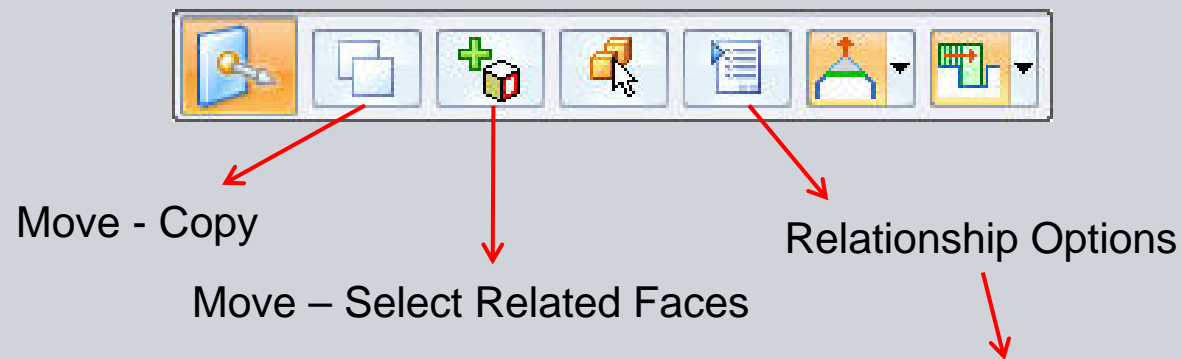 Move - Copy
Relationship Options
Move – Select Related Faces